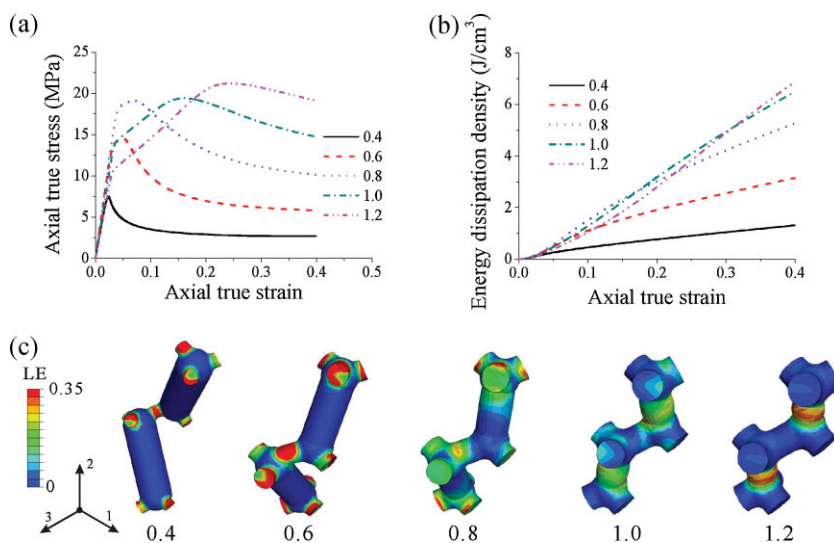 (a)
Axial true stress (MPa)
25
20
15
10
5
0
0.0 0.1 0.2 0.3 0.4 0.5
Axial true strain
0.4
0.6
0.8
1.0
1.2
(b)
Energy dissipation density (J/cm³)
8
6
4
2
0
0.0 0.1 0.2 0.3 0.4
Axial true strain
0.4
0.6
0.8
1.0
1.2
(c)
LE
0.35
0
2
3
1
0.4 0.6 0.8 1.0 1.2